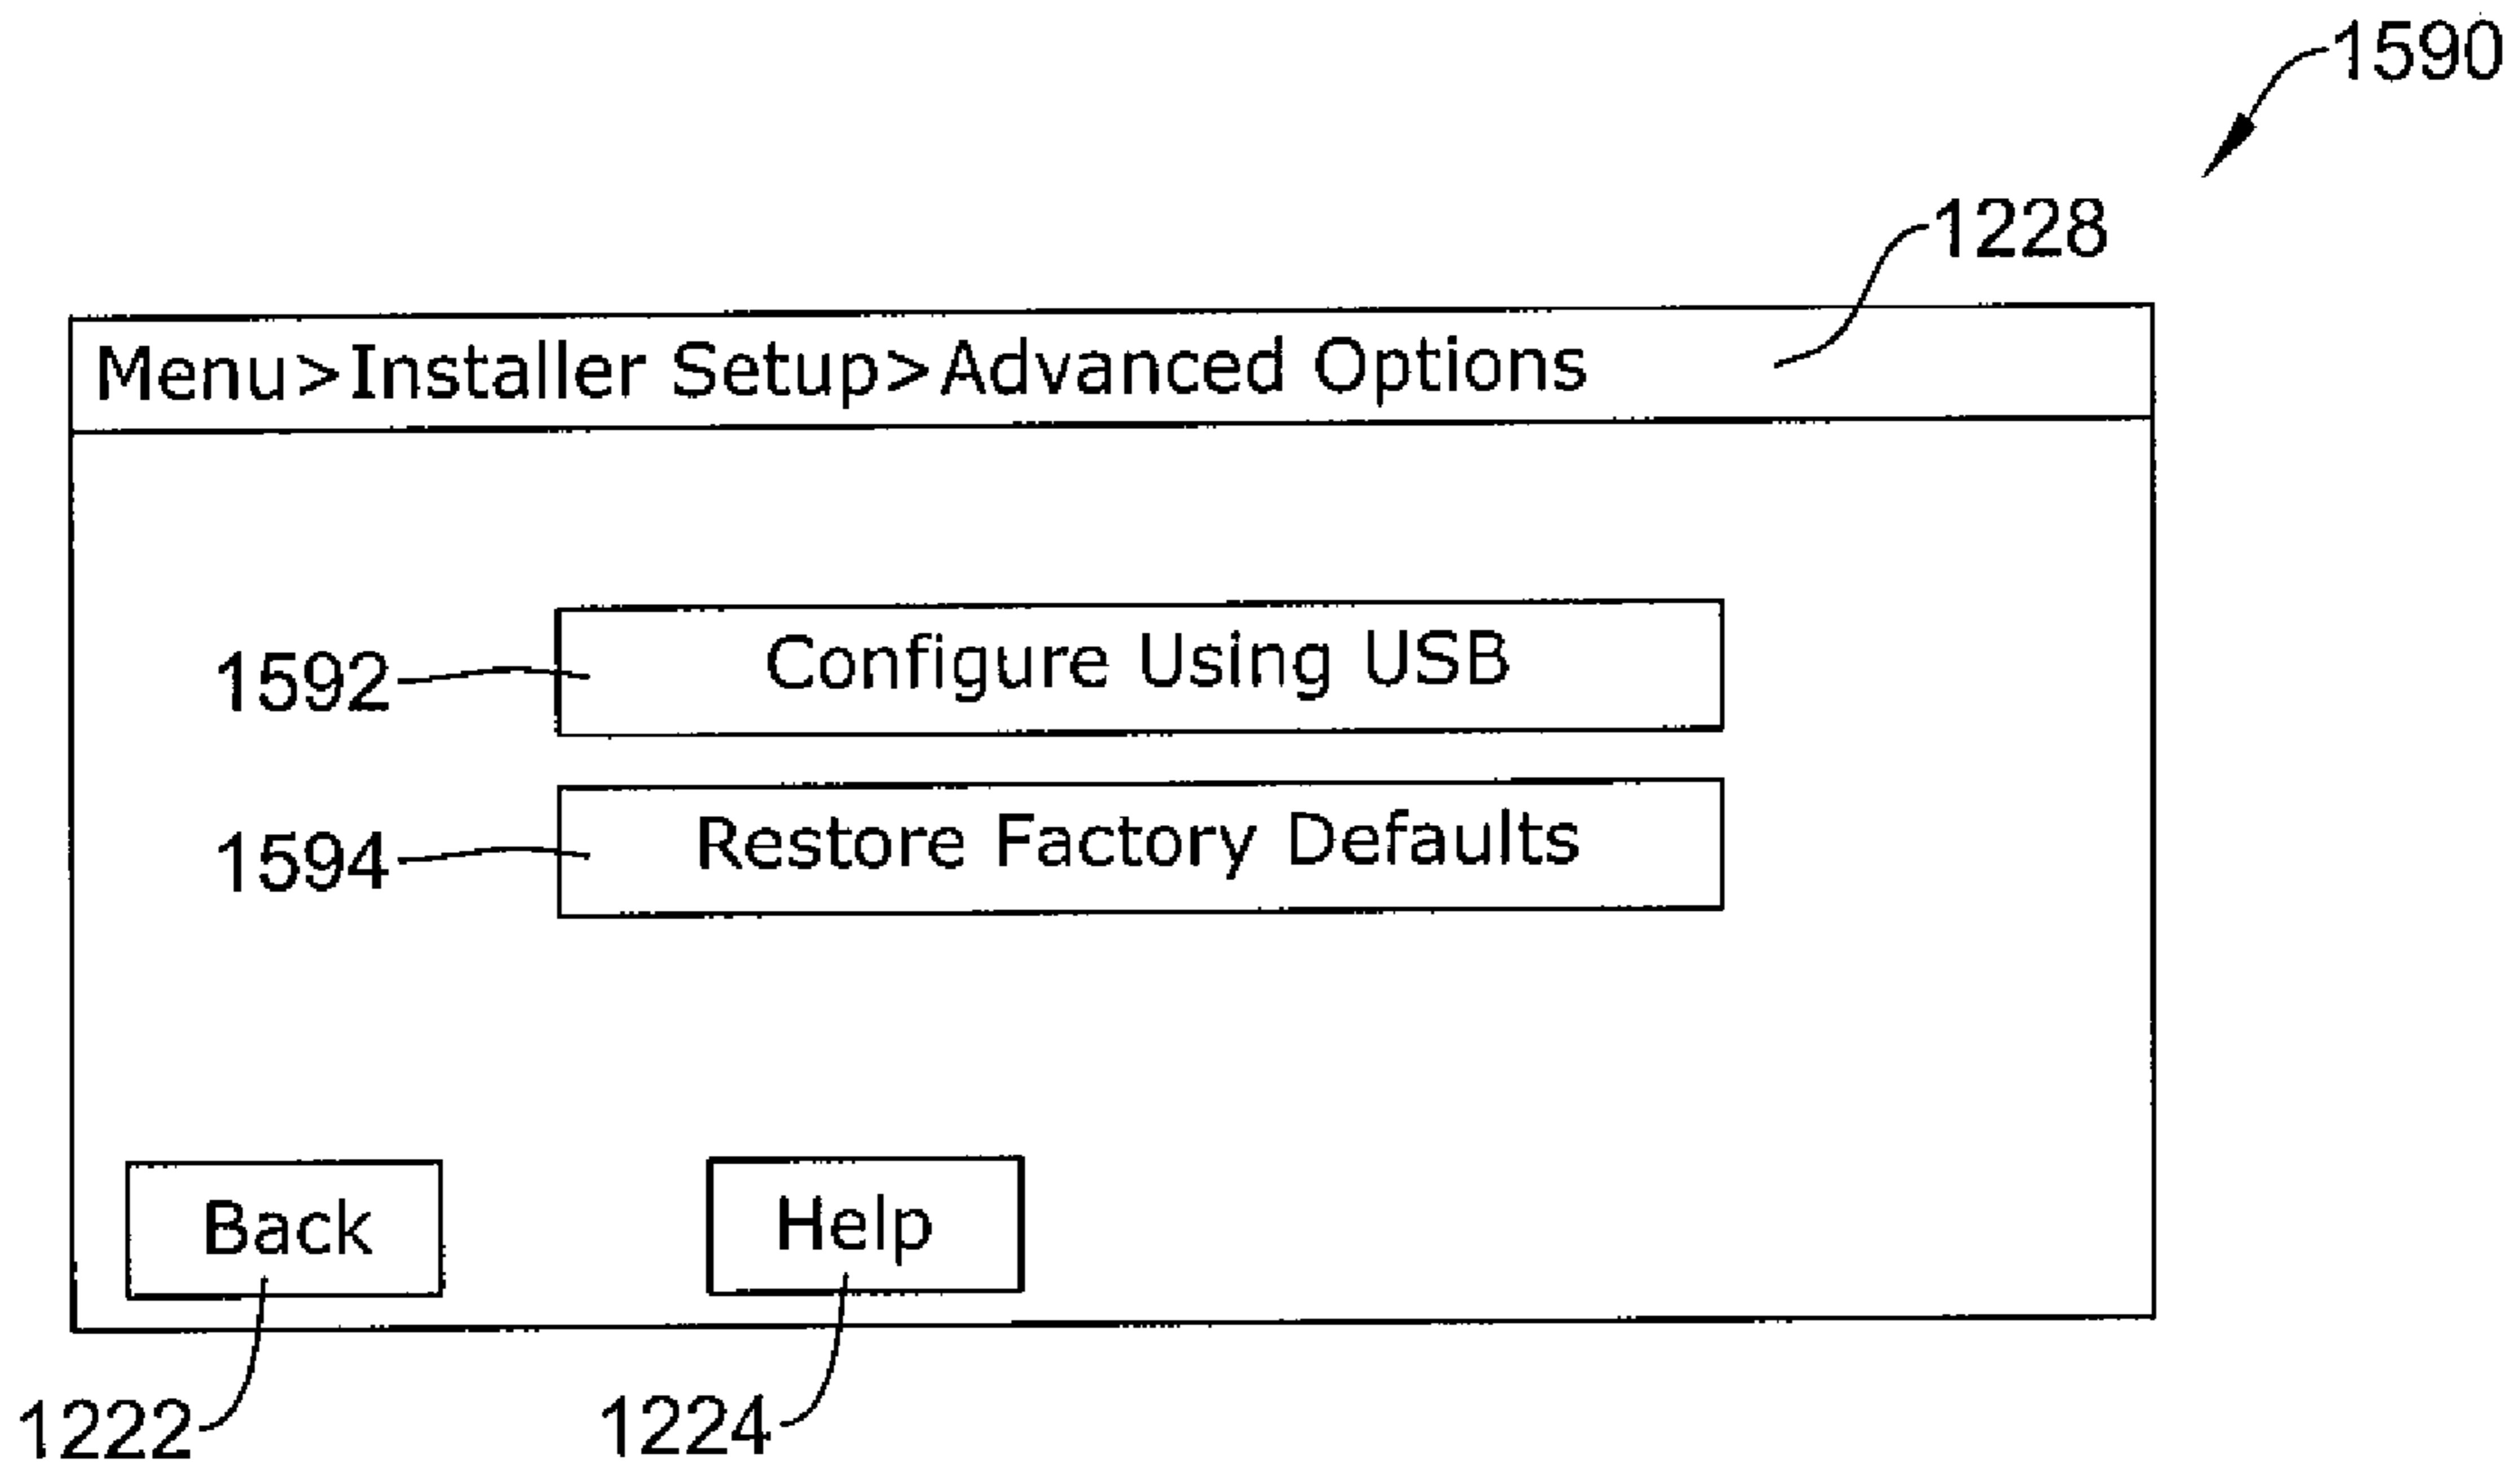 1590
1228
Menu>Installer Setup>Advanced Options
1592
Configure Using USB
1594
Restore Factory Defaults
Back
Help
1222
1224